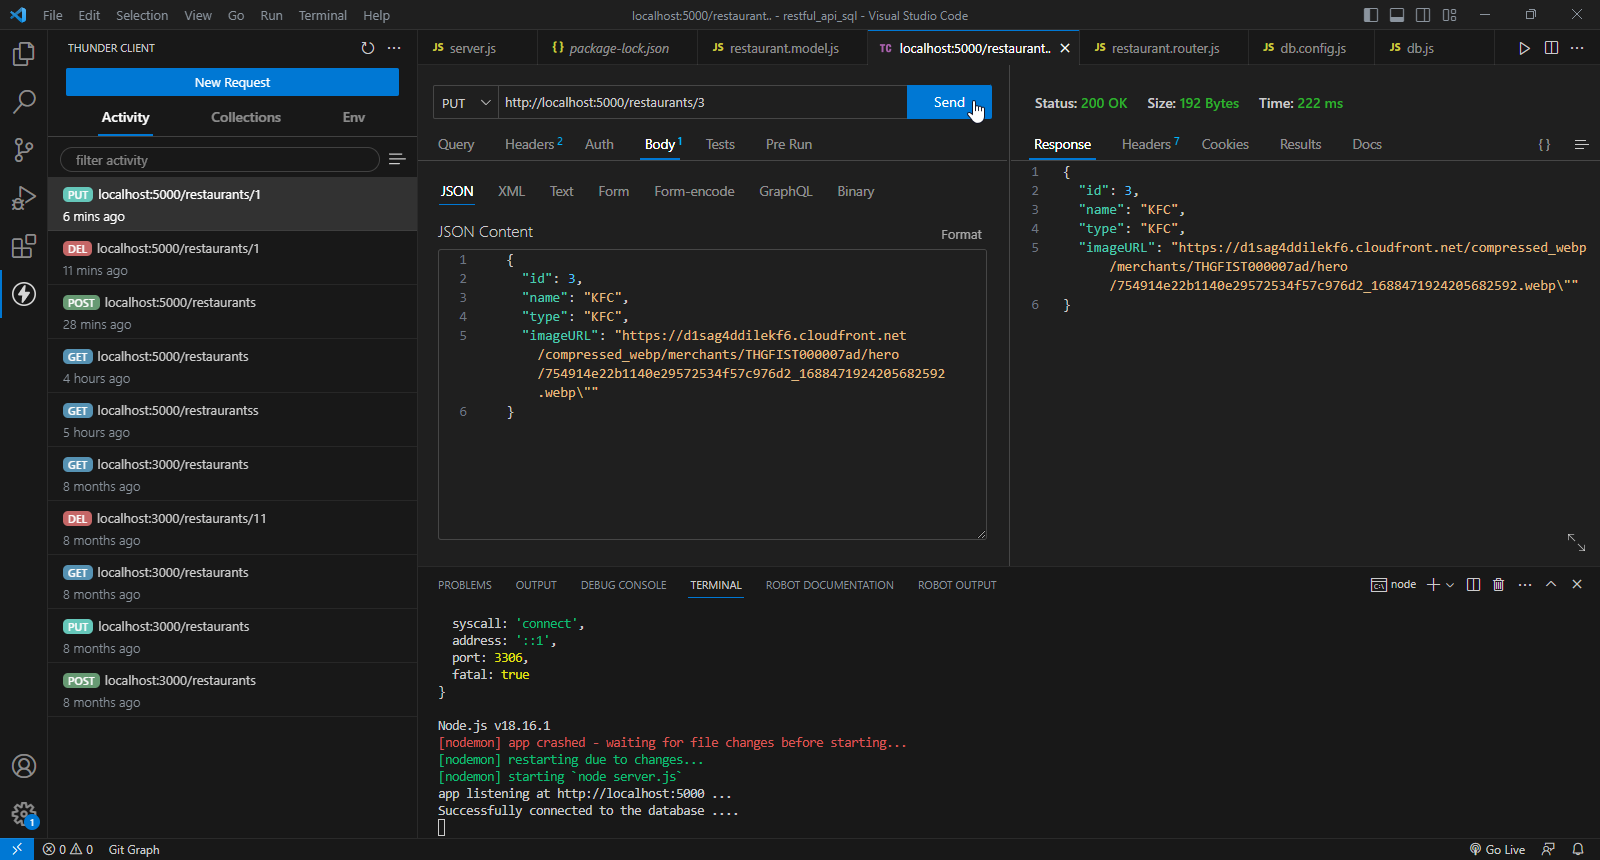 File Edit Selection View Go Run Terminal Help
localhost:5000/restaurant.. - restful_api_sql - Visual Studio Code
THUNDER CLIENT
New Request
Activity Collections Env
filter activity
PUT localhost:5000/restaurants/1
6 mins ago
DEL localhost:5000/restaurants/1
11 mins ago
POST localhost:5000/restaurants
28 mins ago
GET localhost:5000/restaurants
4 hours ago
GET localhost:5000/restraurantss
5 hours ago
GET localhost:3000/restaurants
8 months ago
DEL localhost:3000/restaurants/11
8 months ago
GET localhost:3000/restaurants
8 months ago
PUT localhost:3000/restaurants
8 months ago
POST localhost:3000/restaurants
8 months ago
JS server.js {} package-lock.json JS restaurant.model.js TC localhost:5000/restaurant.. JS restaurant.router.js JS db.config.js JS db.js
PUT http://localhost:5000/restaurants/3 Send
Query Headers 2 Auth Body 1 Tests Pre Run
JSON XML Text Form Form-encode GraphQL Binary
JSON Content Format
1 {
2 "id": 3,
3 "name": "KFC",
4 "type": "KFC",
5 "imageURL": "https://d1sag4ddilekf6.cloudfront.net
/compressed_webp/merchants/THGFIST000007ad/hero
/754914e22b1140e29572534f57c976d2_1688471924205682592
.webp\""
6 }
Status: 200 OK Size: 192 Bytes Time: 222 ms
Response Headers 7 Cookies Results Docs {}
1 {
2 "id": 3,
3 "name": "KFC",
4 "type": "KFC",
5 "imageURL": "https://d1sag4ddilekf6.cloudfront.net/compressed_webp
/merchants/THGFIST000007ad/hero
/754914e22b1140e29572534f57c976d2_1688471924205682592.webp\""
6 }
PROBLEMS OUTPUT DEBUG CONSOLE TERMINAL ROBOT DOCUMENTATION ROBOT OUTPUT
node
syscall: 'connect',
address: '::1',
port: 3306,
fatal: true
}
Node.js v18.16.1
[nodemon] app crashed - waiting for file changes before starting...
[nodemon] restarting due to changes...
[nodemon] starting `node server.js`
app listening at http://localhost:5000 ...
Successfully connected to the database ....
1
0 0 Git Graph
Go Live